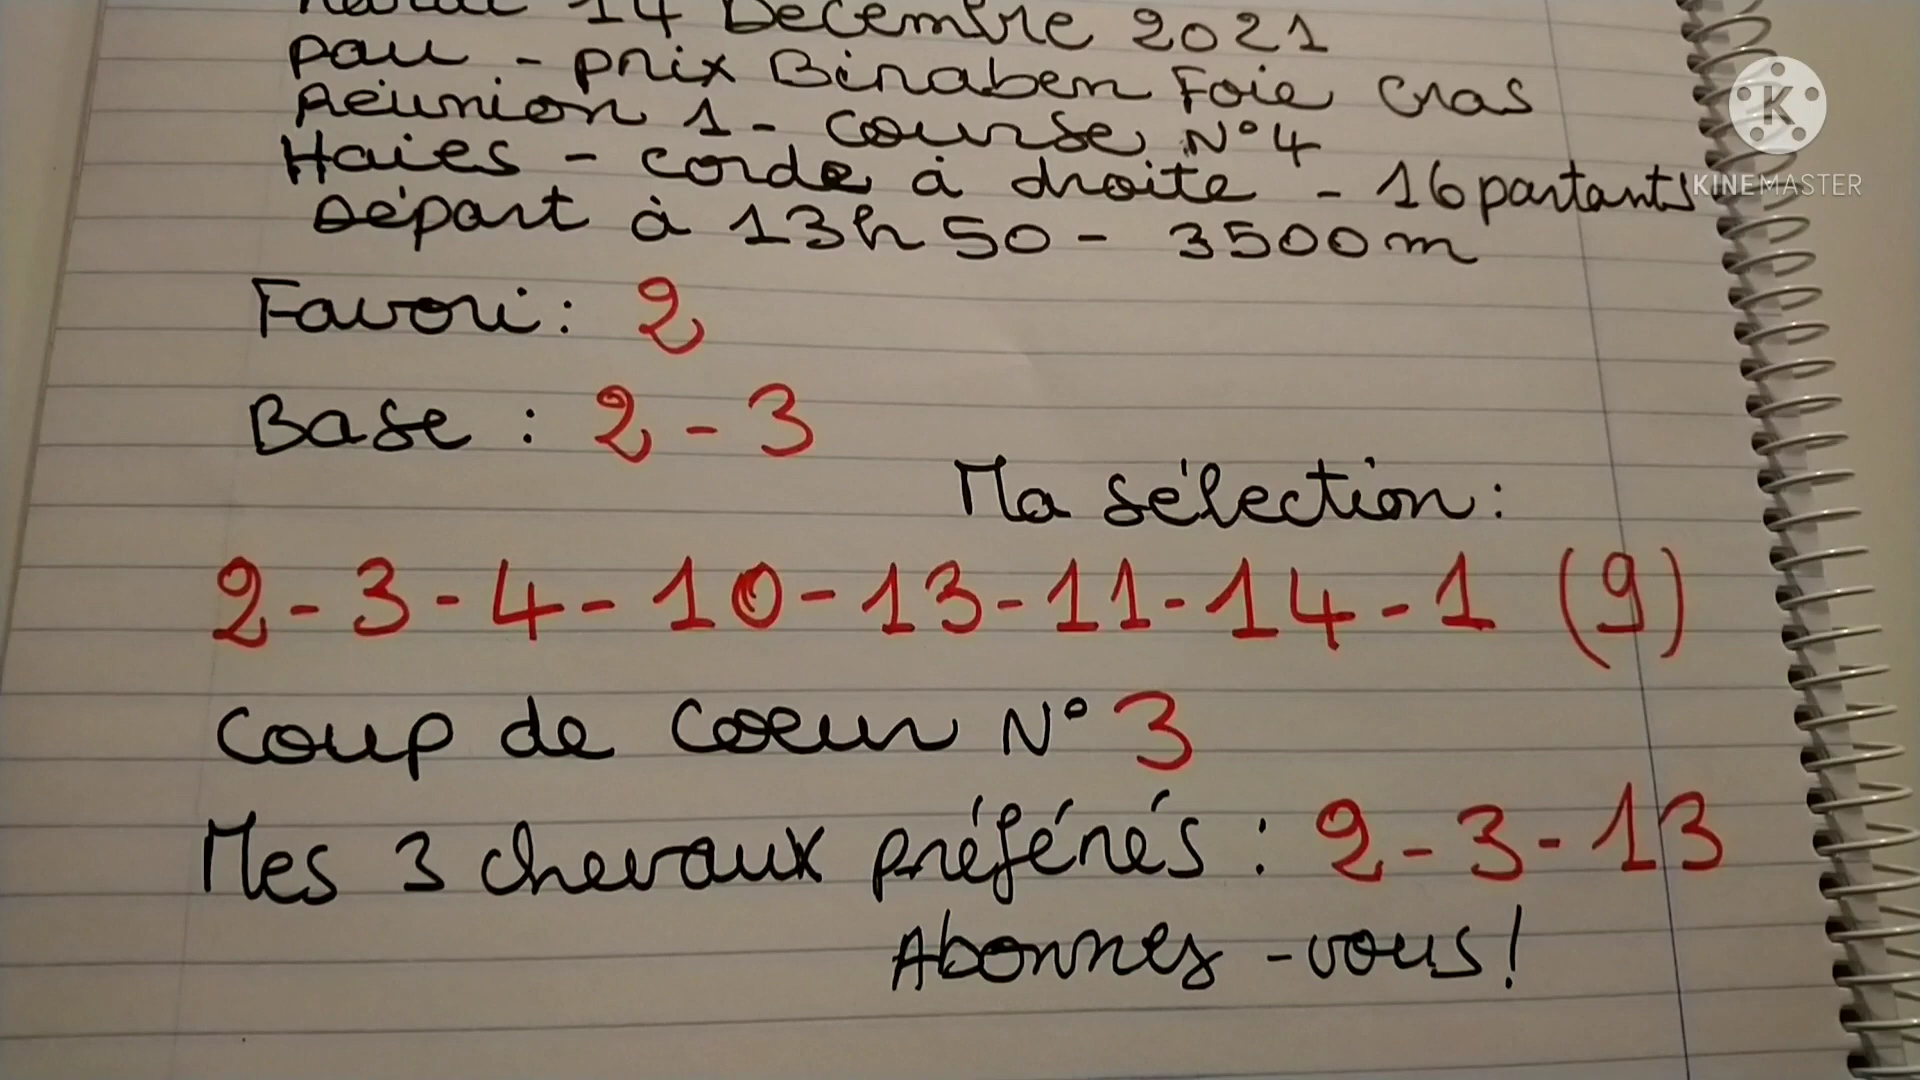 Mardi 14 Decembre 2021
Pau - prix Binaben Foie Gras
Réunion 1 - course N°4
Haies - corde à droite - 16 partants
Départ à 13h50 - 3500m
Favori : 2
Base : 2 - 3
Ma sélection :
2 - 3 - 4 - 10 - 13 - 11 - 14 - 1 (9)
Coup de coeur N° 3
Mes 3 chevaux préférés : 2 - 3 - 13
Abonnez-vous !
K
KINEMASTER